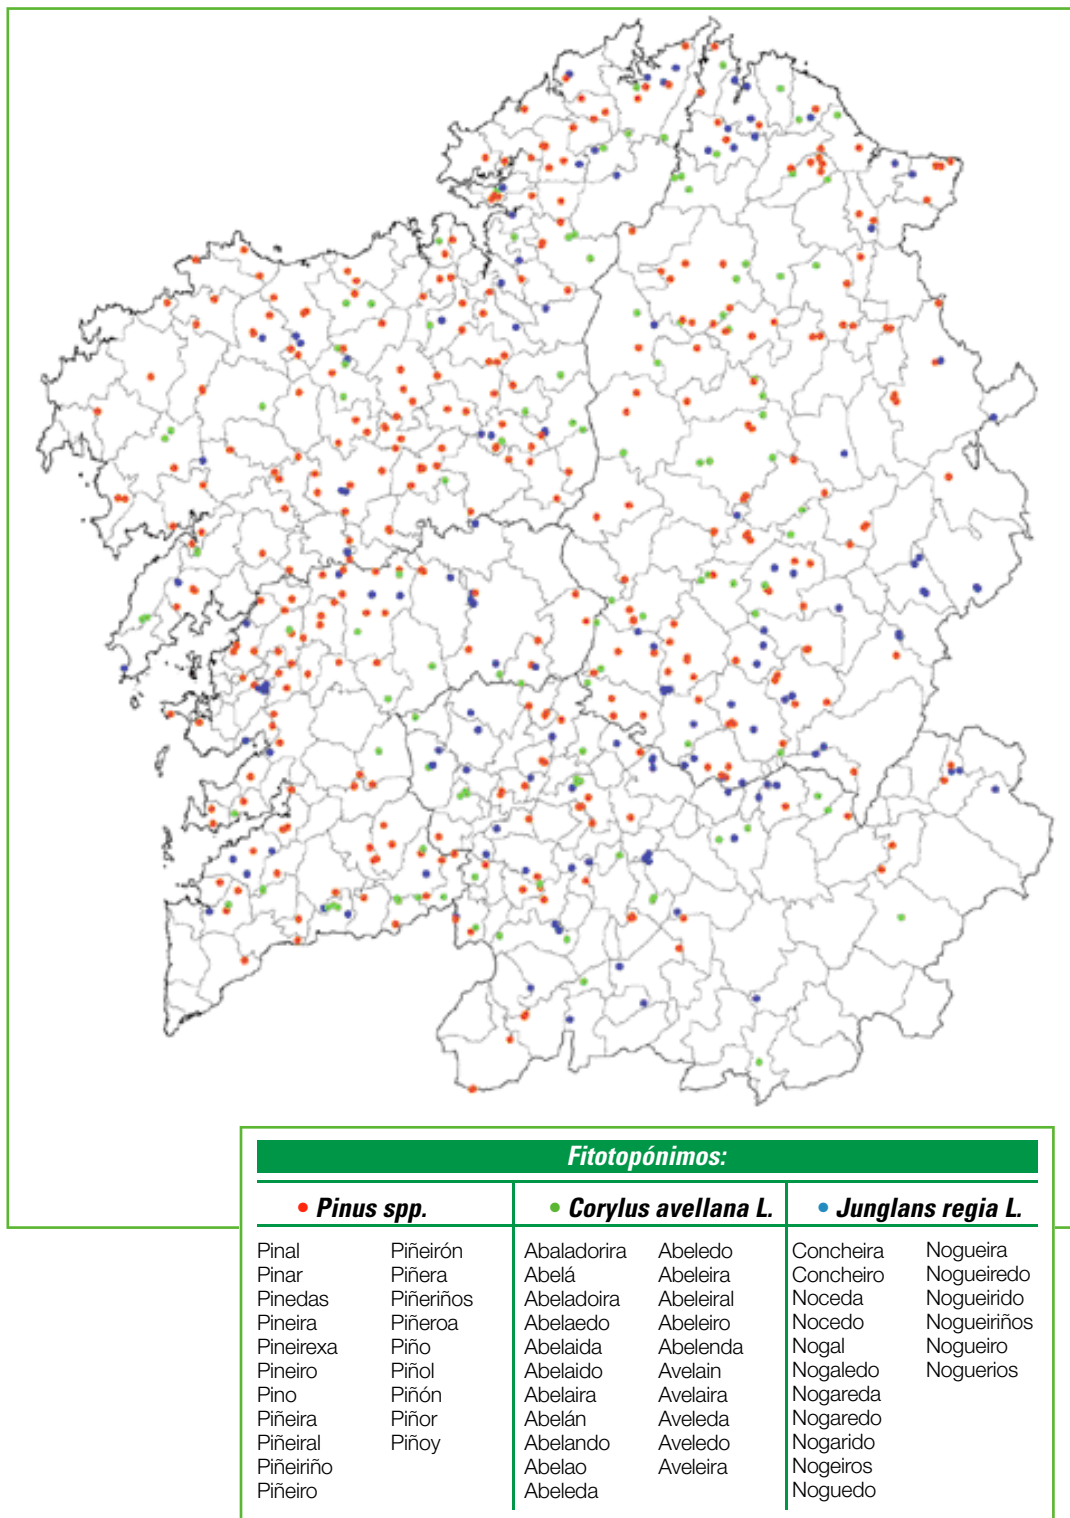 Fitotopónimos:
• Pinus spp.
Pinal
Pinar
Pinedas
Pineira
Pineirexa
Pineiro
Pino
Piñeira
Piñeiral
Piñeiriño
Piñeiro
Piñeirón
Piñera
Piñeriños
Piñeroa
Piño
Piñol
Piñón
Piñor
Piñoy
• Corylus avellana L.
Abaladorira
Abelá
Abeladoira
Abelaedo
Abelaida
Abelaido
Abelaira
Abelán
Abelando
Abelao
Abeleda
Abeledo
Abeleira
Abeleiral
Abeleiro
Abelenda
Avelain
Avelaira
Aveleda
Aveledo
Aveleira
• Junglans regia L.
Concheira
Concheiro
Noceda
Nocedo
Nogal
Nogaledo
Nogareda
Nogaredo
Nogarido
Nogeiros
Noguedo
Nogueira
Nogueiredo
Nogueirido
Nogueiriños
Nogueiro
Noguerios